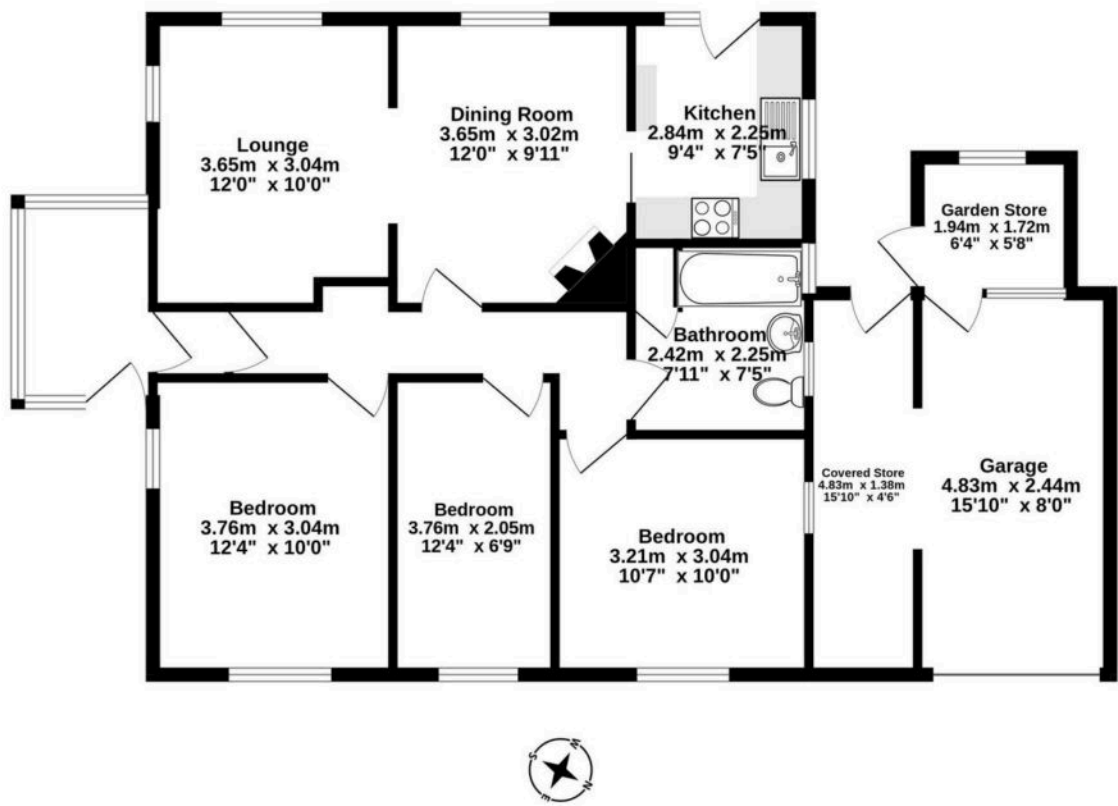 Lounge
3.65m x 3.04m
12'0" x 10'0"
Dining Room
3.65m x 3.02m
12'0" x 9'11"
Kitchen
2.84m x 2.25m
9'4" x 7'5"
Garden Store
1.94m x 1.72m
6'4" x 5'8"
Bathroom
2.42m x 2.25m
7'11" x 7'5"
Bedroom
3.76m x 3.04m
12'4" x 10'0"
Bedroom
3.76m x 2.05m
12'4" x 6'9"
Bedroom
3.21m x 3.04m
10'7" x 10'0"
Covered Store
4.83m x 1.38m
15'10" x 4'6"
Garage
4.83m x 2.44m
15'10" x 8'0"
S
W
E
N